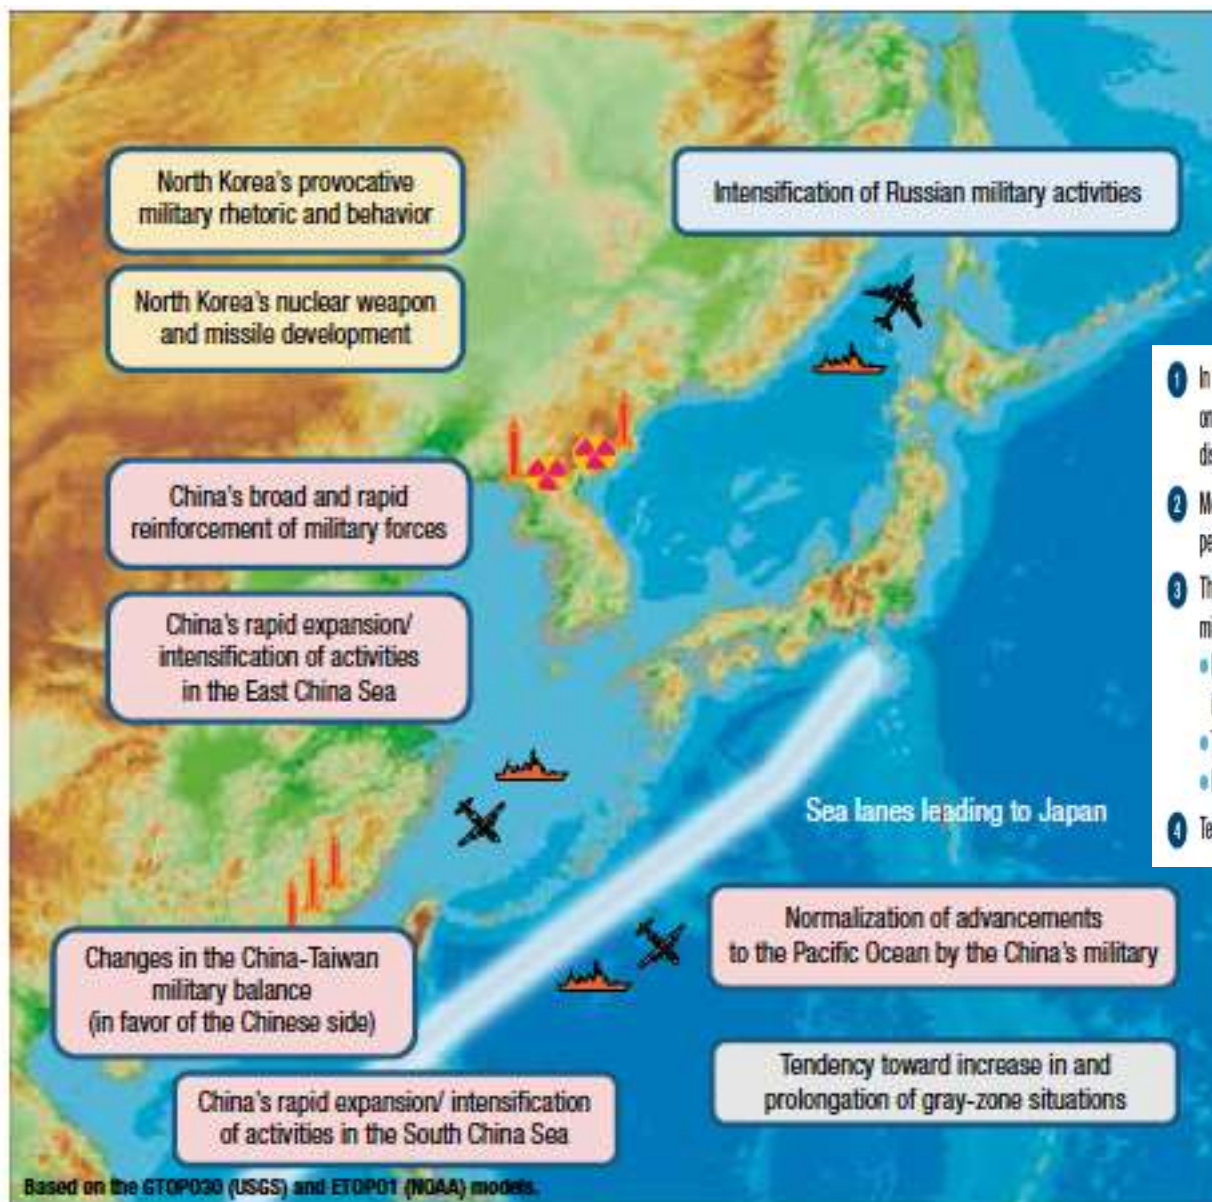 North Korea's provocative
military rhetoric and behavior
Intensification of Russian military activities
North Korea's nuclear weapon
and missile development
China's broad and rapid
reinforcement of military forces
China's rapid expansion/
intensification of activities
in the East China Sea
Sea lanes leading to Japan
Changes in the China-Taiwan
military balance
(in favor of the Chinese side)
Normalization of advancements
to the Pacific Ocean by the China's military
Tendency toward increase in and
prolongation of gray-zone situations
China's rapid expansion/ intensification
of activities in the South China Sea
Based on the GTOPO30 (USGS) and ETOPO1 (NOAA) models.
1 In
2
3
4